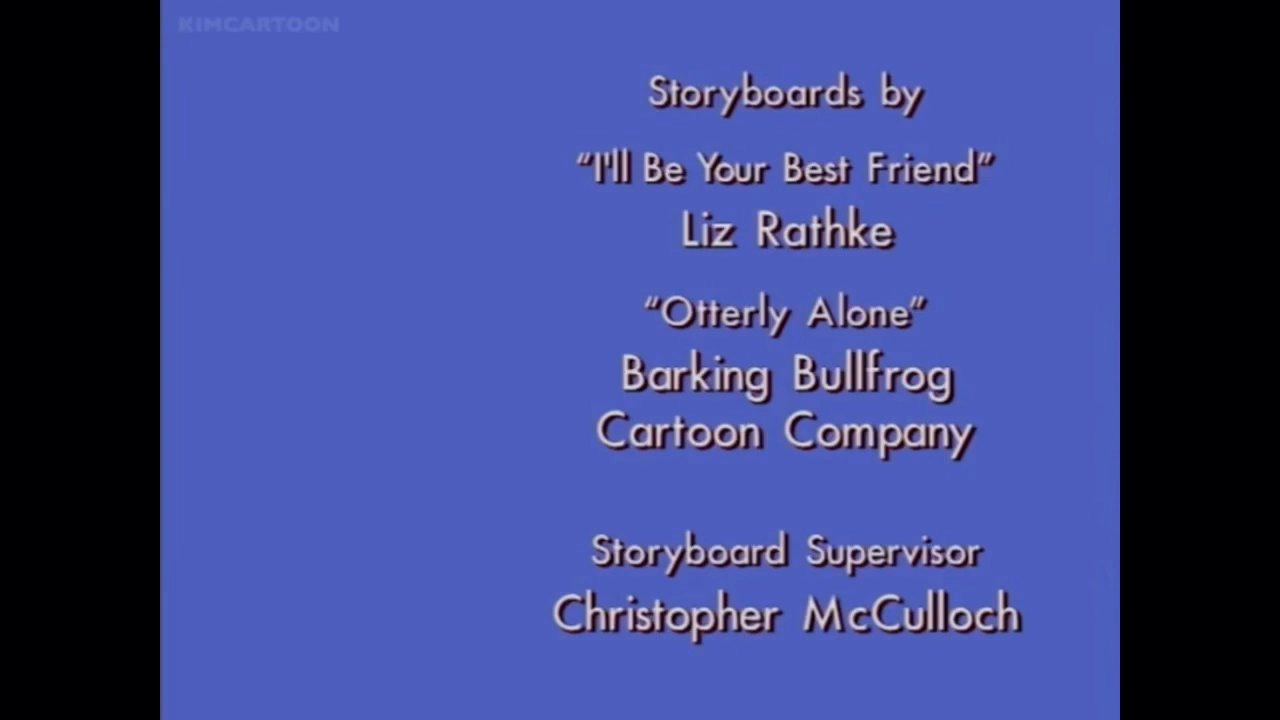 KIMCARTOON
Storyboards by
“I'll Be Your Best Friend”
Liz Rathke
“Otterly Alone”
Barking Bullfrog
Cartoon Company
Storyboard Supervisor
Christopher McCulloch